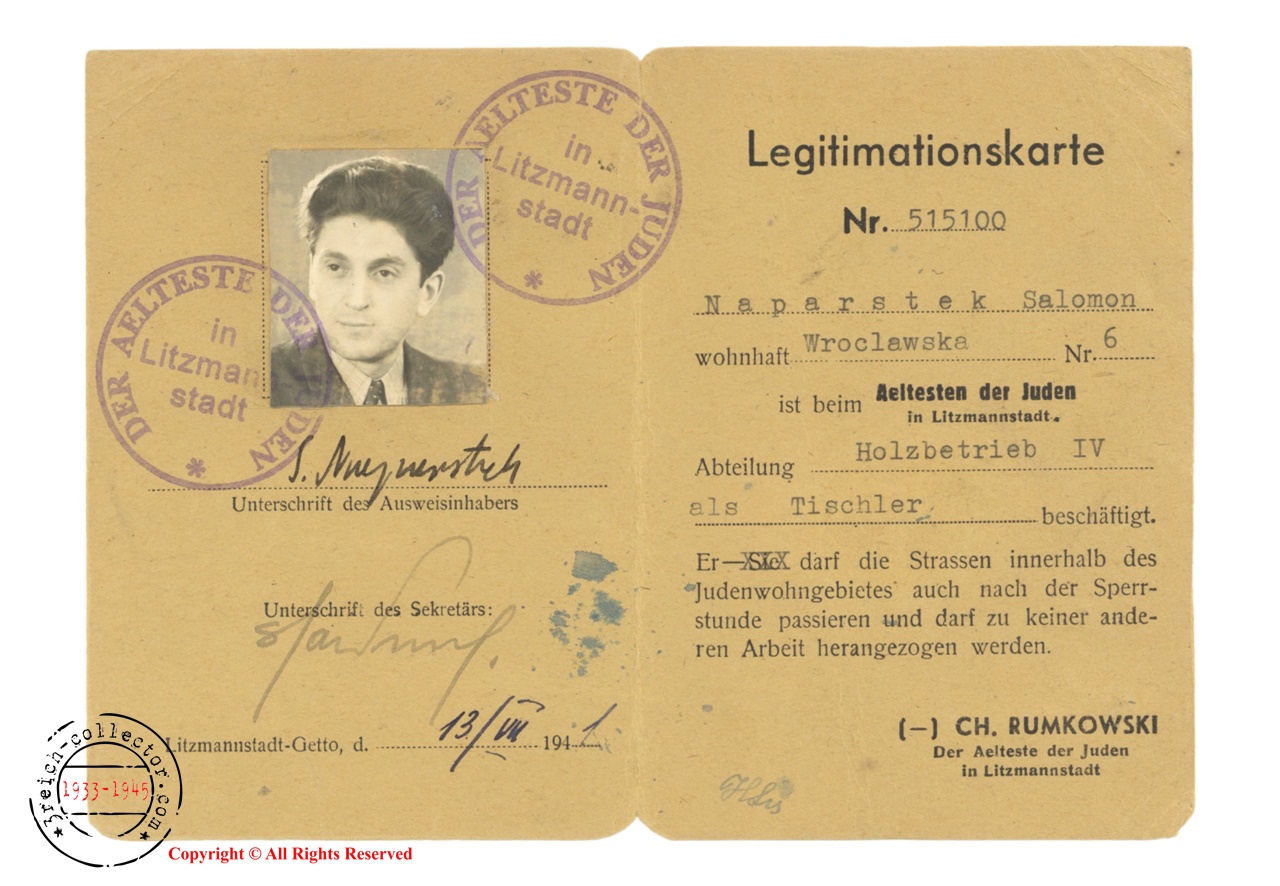 DER AELTESTE DER JUDEN
in
Litzmann-
stadt
*
DER AELTESTE DER JUDEN
in
Litzman
stadt
*
S. Naparstek
Unterschrift des Ausweisinhabers
Unterschrift des Sekretärs:
Litzmannstadt-Getto, d. 13/VII 1941
Legitimationskarte
Nr. 515100
Naparstek Salomon
wohnhaft Wroclawska Nr. 6
ist beim Aeltesten der Juden
in Litzmannstadt.
Abteilung Holzbetrieb IV
als Tischler beschäftigt.
Er — Sie darf die Strassen innerhalb des
Judenwohngebietes auch nach der Sperr-
stunde passieren und darf zu keiner ande-
ren Arbeit herangezogen werden.
(—) CH. RUMKOWSKI
Der Aelteste der Juden
in Litzmannstadt
3reich-collector.com
1933-1945
Copyright © All Rights Reserved